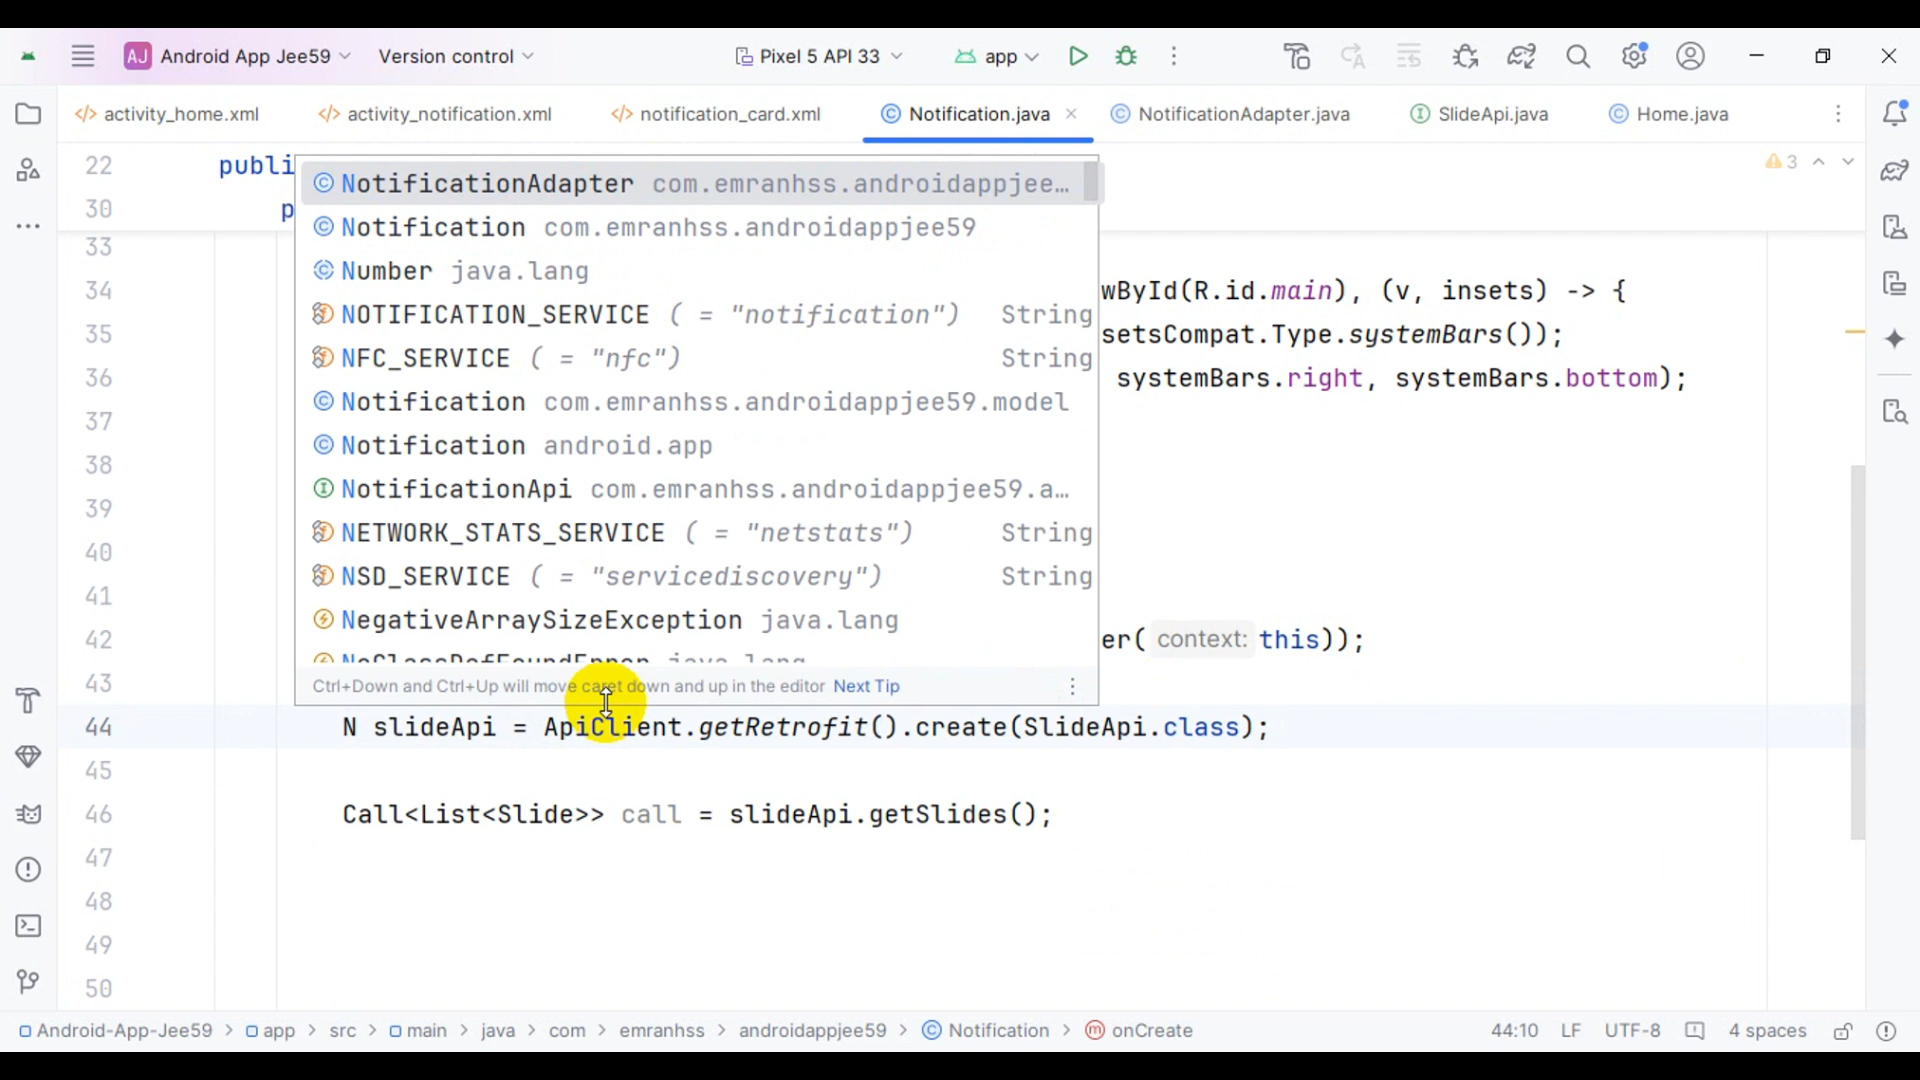 AJ Android App Jee59 Version control Pixel 5 API 33 app
activity_home.xml activity_notification.xml notification_card.xml Notification.java NotificationAdapter.java SlideApi.java Home.java
22 publi
3
NotificationAdapter com.emranhss.androidappjee…
30 p
Notification com.emranhss.androidappjee59
33
Number java.lang
34 wById(R.id.main), (v, insets) -> {
NOTIFICATION_SERVICE ( = "notification") String
35 setsCompat.Type.systemBars());
NFC_SERVICE ( = "nfc") String
36 systemBars.right, systemBars.bottom);
Notification com.emranhss.androidappjee59.model
37
Notification android.app
38
NotificationApi com.emranhss.androidappjee59.a…
39
NETWORK_STATS_SERVICE ( = "netstats") String
40
NSD_SERVICE ( = "servicediscovery") String
41
NegativeArraySizeException java.lang
42 er( context: this));
NoClassDefFoundError java.lang
43
Ctrl+Down and Ctrl+Up will move caret down and up in the editor Next Tip
44 N slideApi = ApiClient.getRetrofit().create(SlideApi.class);
45
46 Call<List<Slide>> call = slideApi.getSlides();
47
48
49
50
Android-App-Jee59 > app > src > main > java > com > emranhss > androidappjee59 > Notification > onCreate 44:10 LF UTF-8 4 spaces